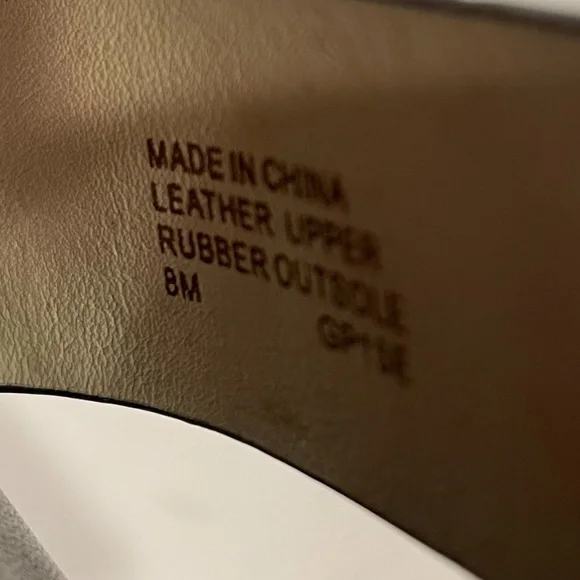 MADE IN CHINA
LEATHER UPPER
RUBBER OUTSOLE
8M